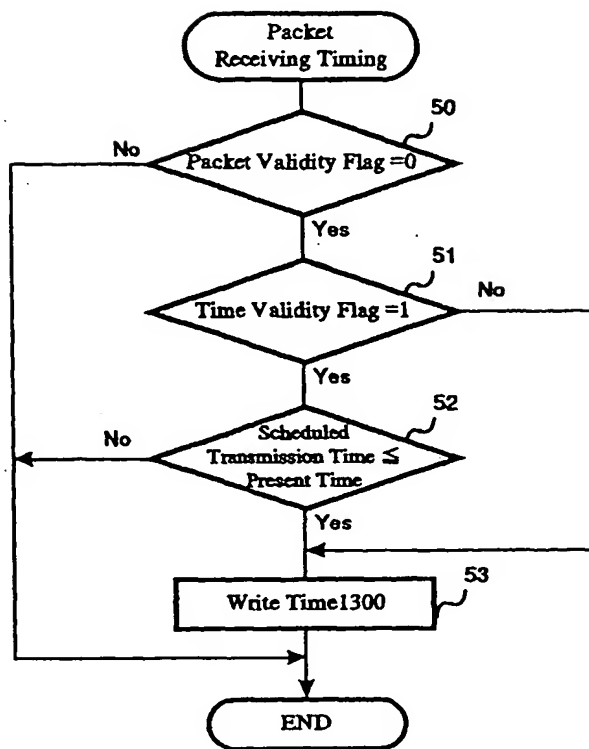 Packet
Receiving Timing
50
No
Packet Validity Flag =0
Yes
51
No
Time Validity Flag =1
Yes
52
No
Scheduled
Transmission Time ≦
Present Time
Yes
53
Write Time1300
END